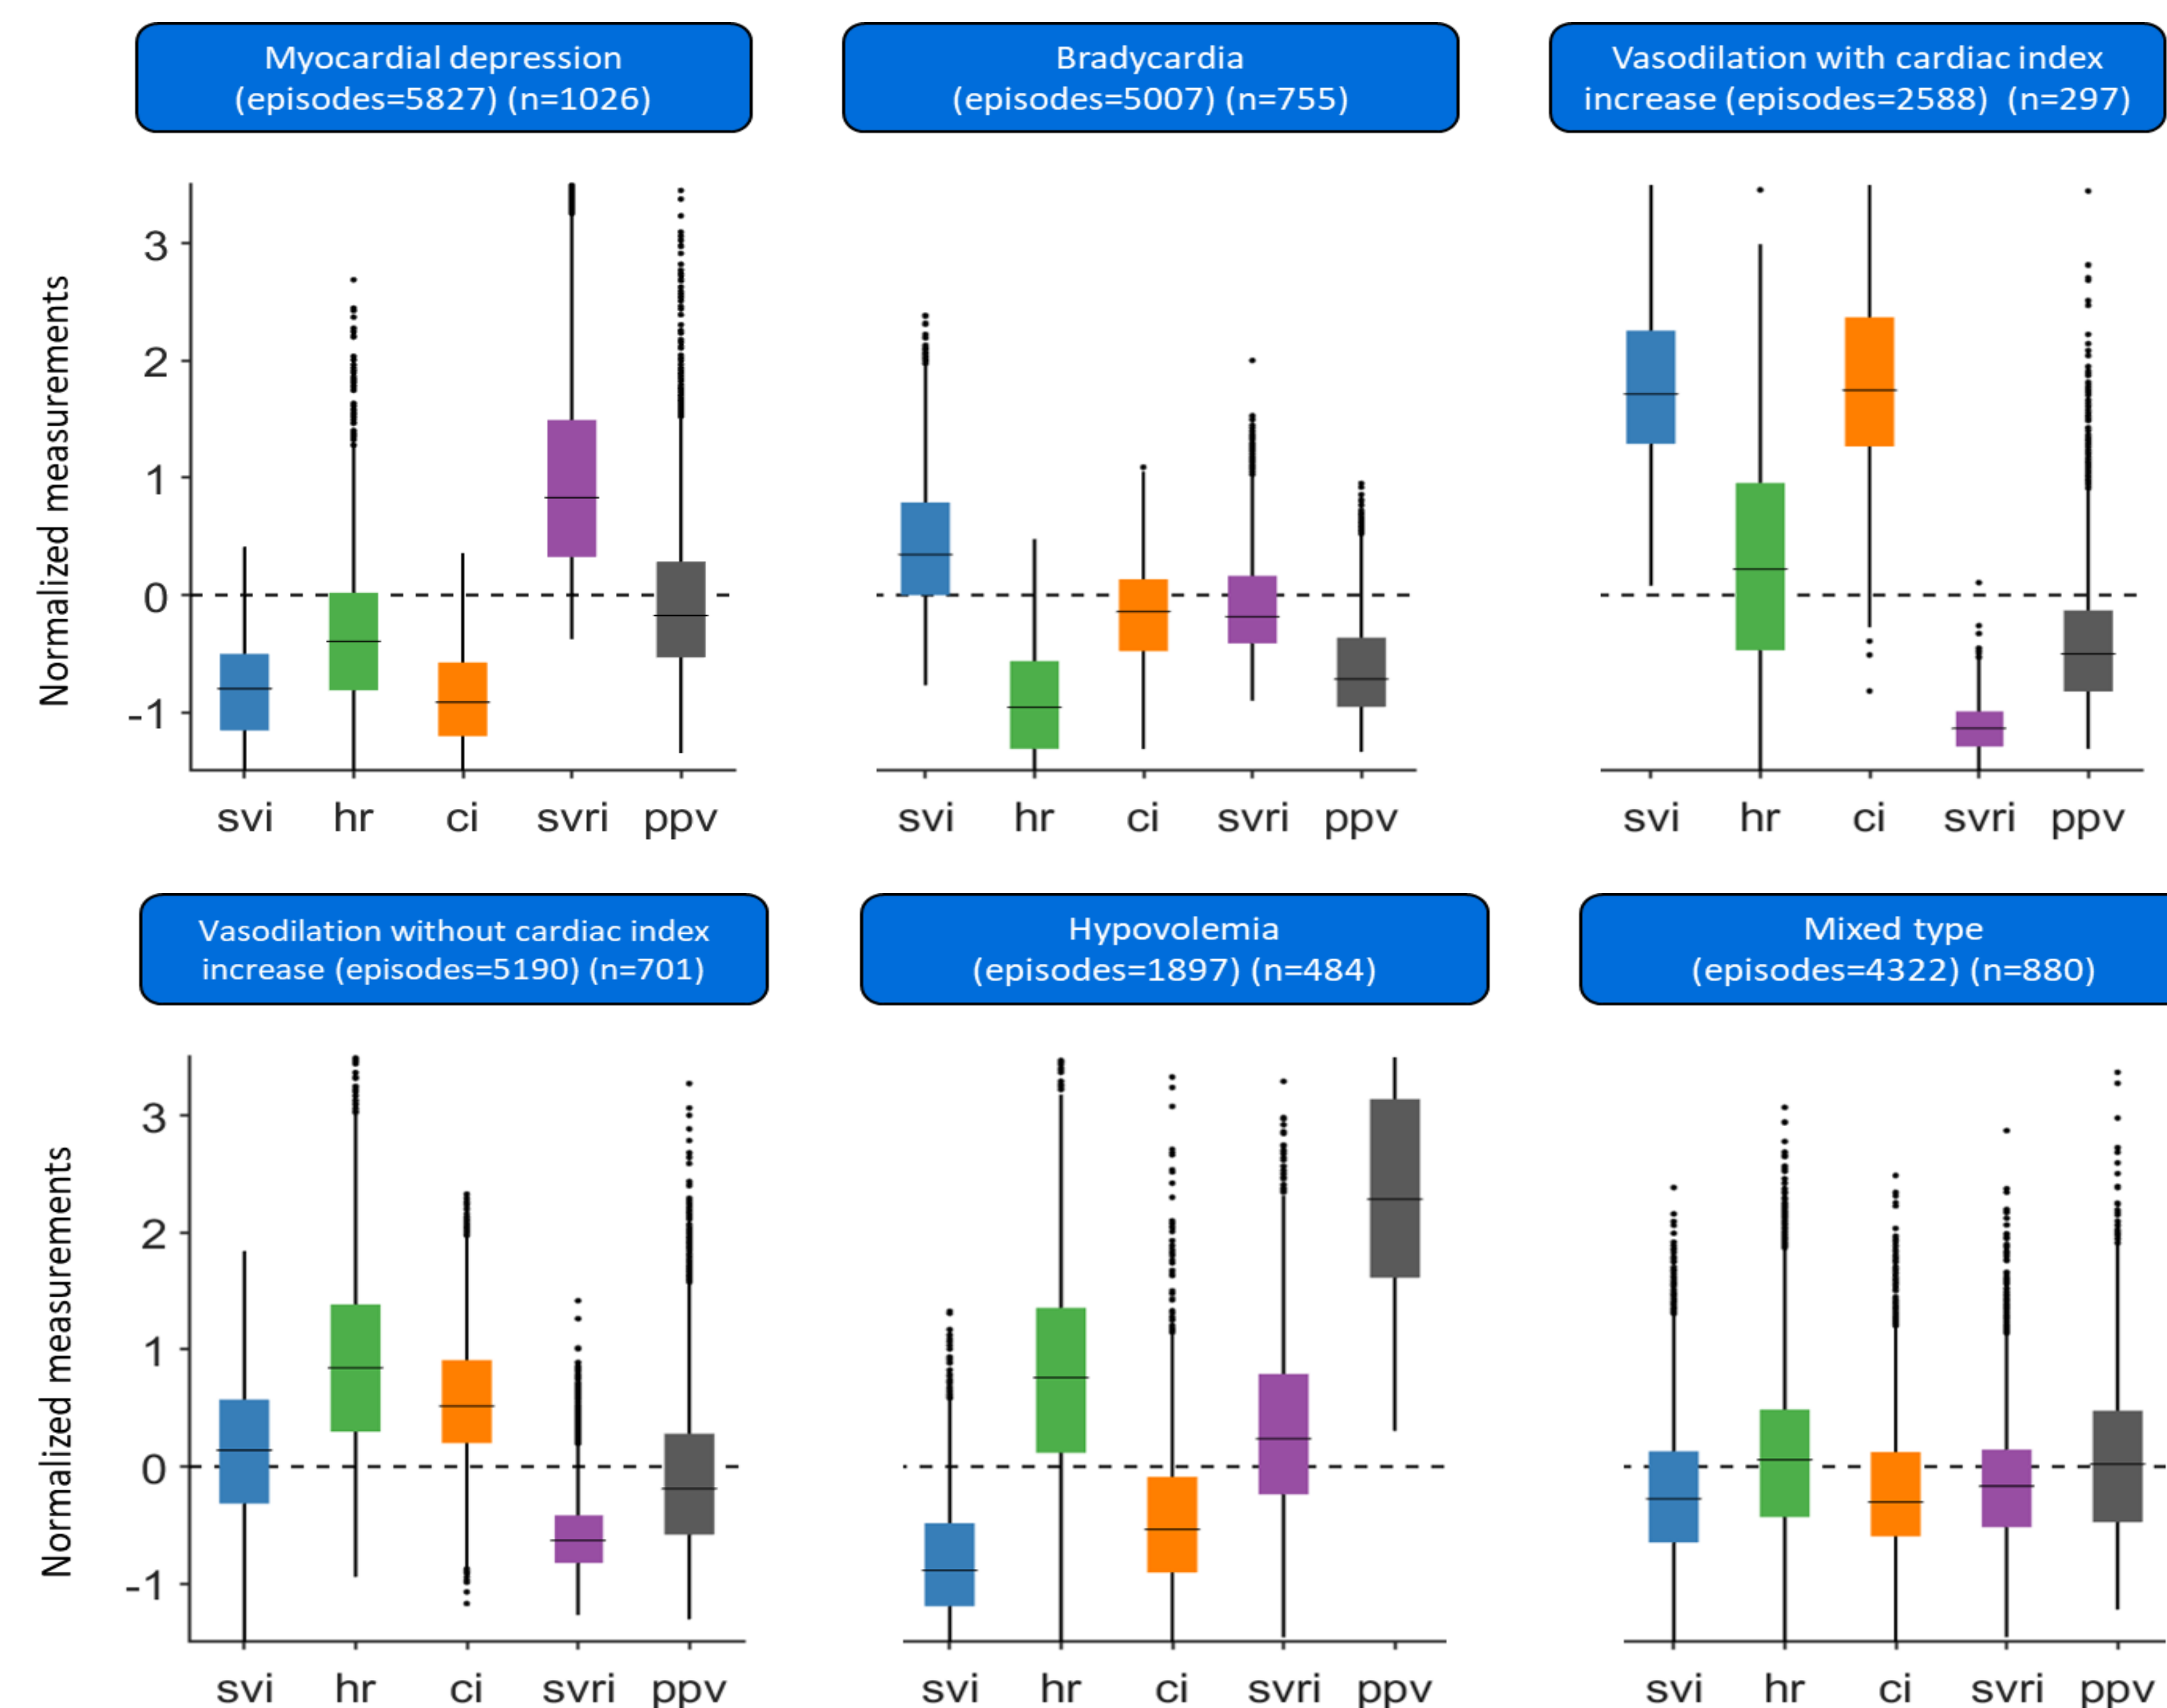 Myocardial depression
(episodes=5827) (n=1026)
Bradycardia
(episodes=5007) (n=755)
Vasodilation with cardiac index
increase (episodes=2588) (n=297)
Normalized measurements
3
2
1
0
-1
svi hr ci svri ppv
svi hr ci svri ppv
svi hr ci svri ppv
Vasodilation without cardiac index
increase (episodes=5190) (n=701)
Hypovolemia
(episodes=1897) (n=484)
Mixed type
(episodes=4322) (n=880)
Normalized measurements
3
2
1
0
-1
svi hr ci svri ppv
svi hr ci svri ppv
svi hr ci svri ppv